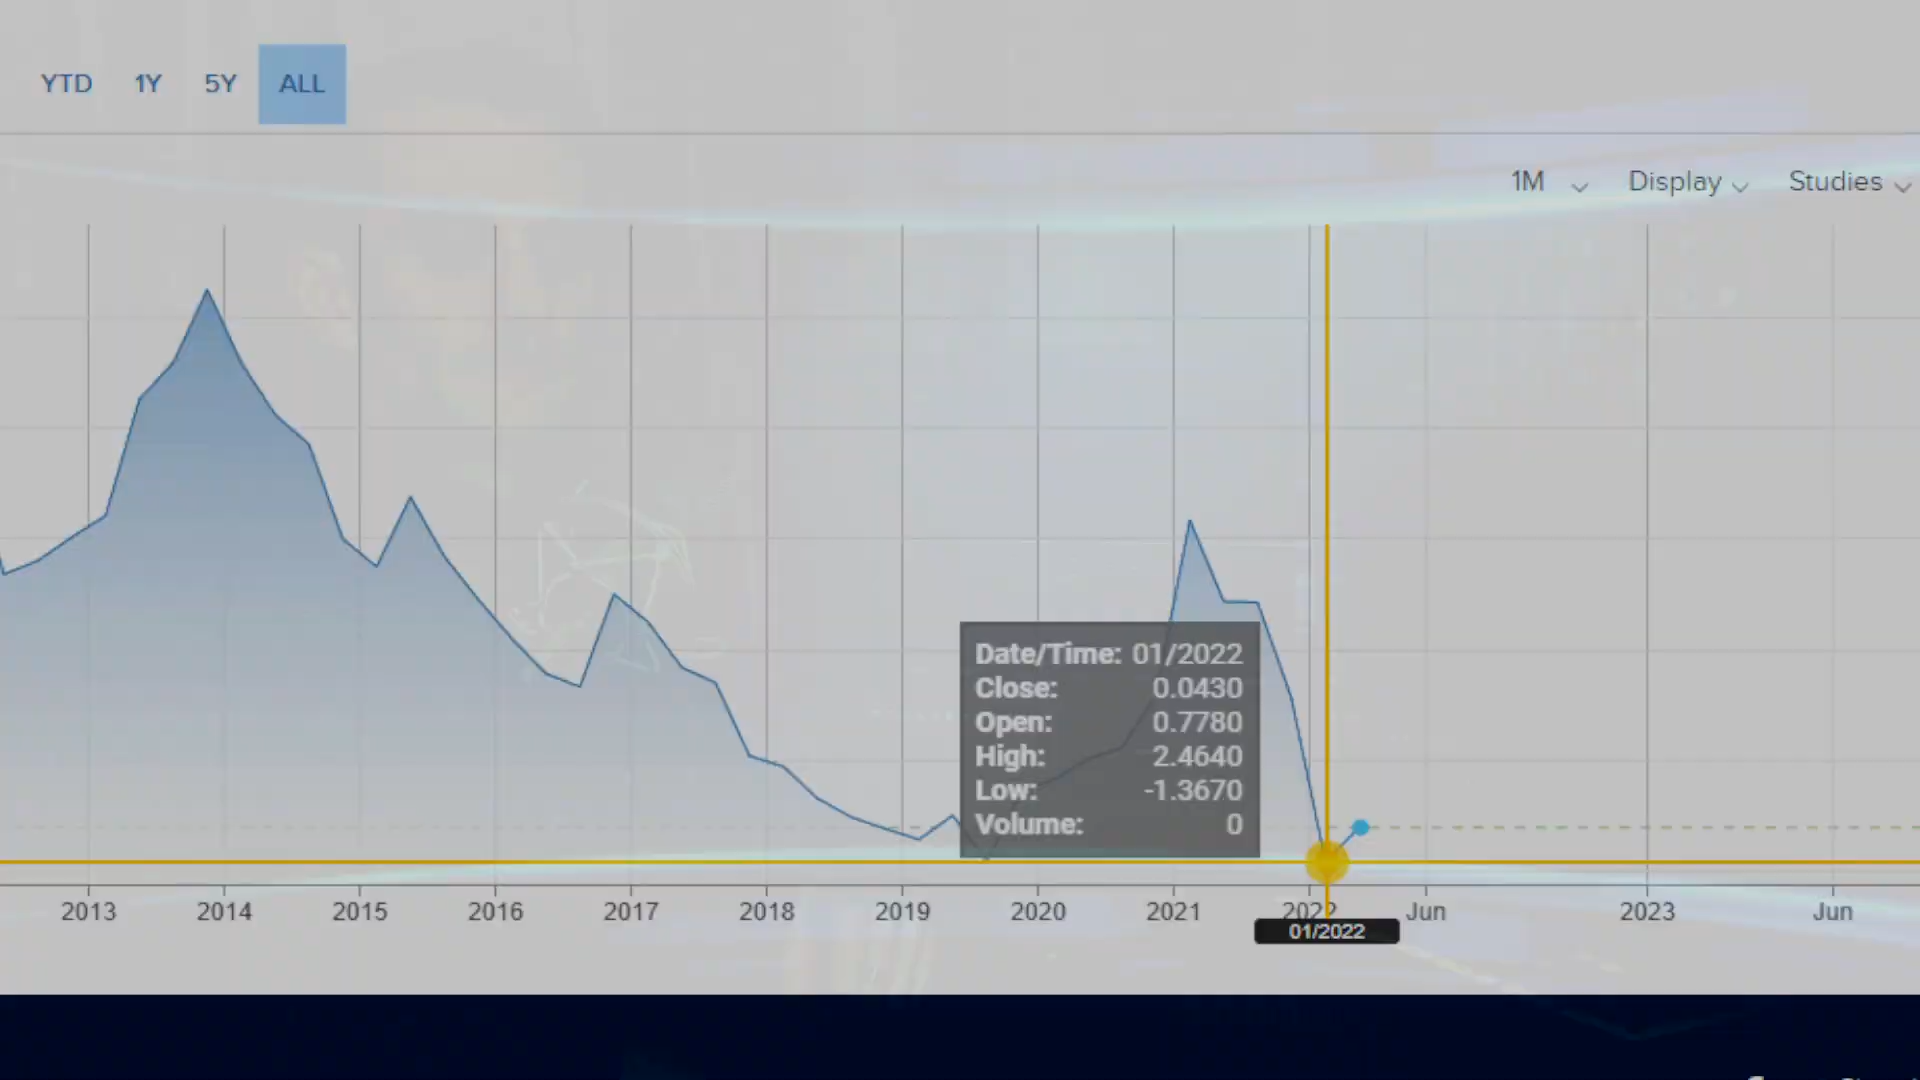 YTD 1Y 5Y ALL
1M Display Studies
Date/Time: 01/2022
Close: 0.0430
Open: 0.7780
High: 2.4640
Low: -1.3670
Volume: 0
2013 2014 2015 2016 2017 2018 2019 2020 2021 2022 Jun 2023 Jun
01/2022